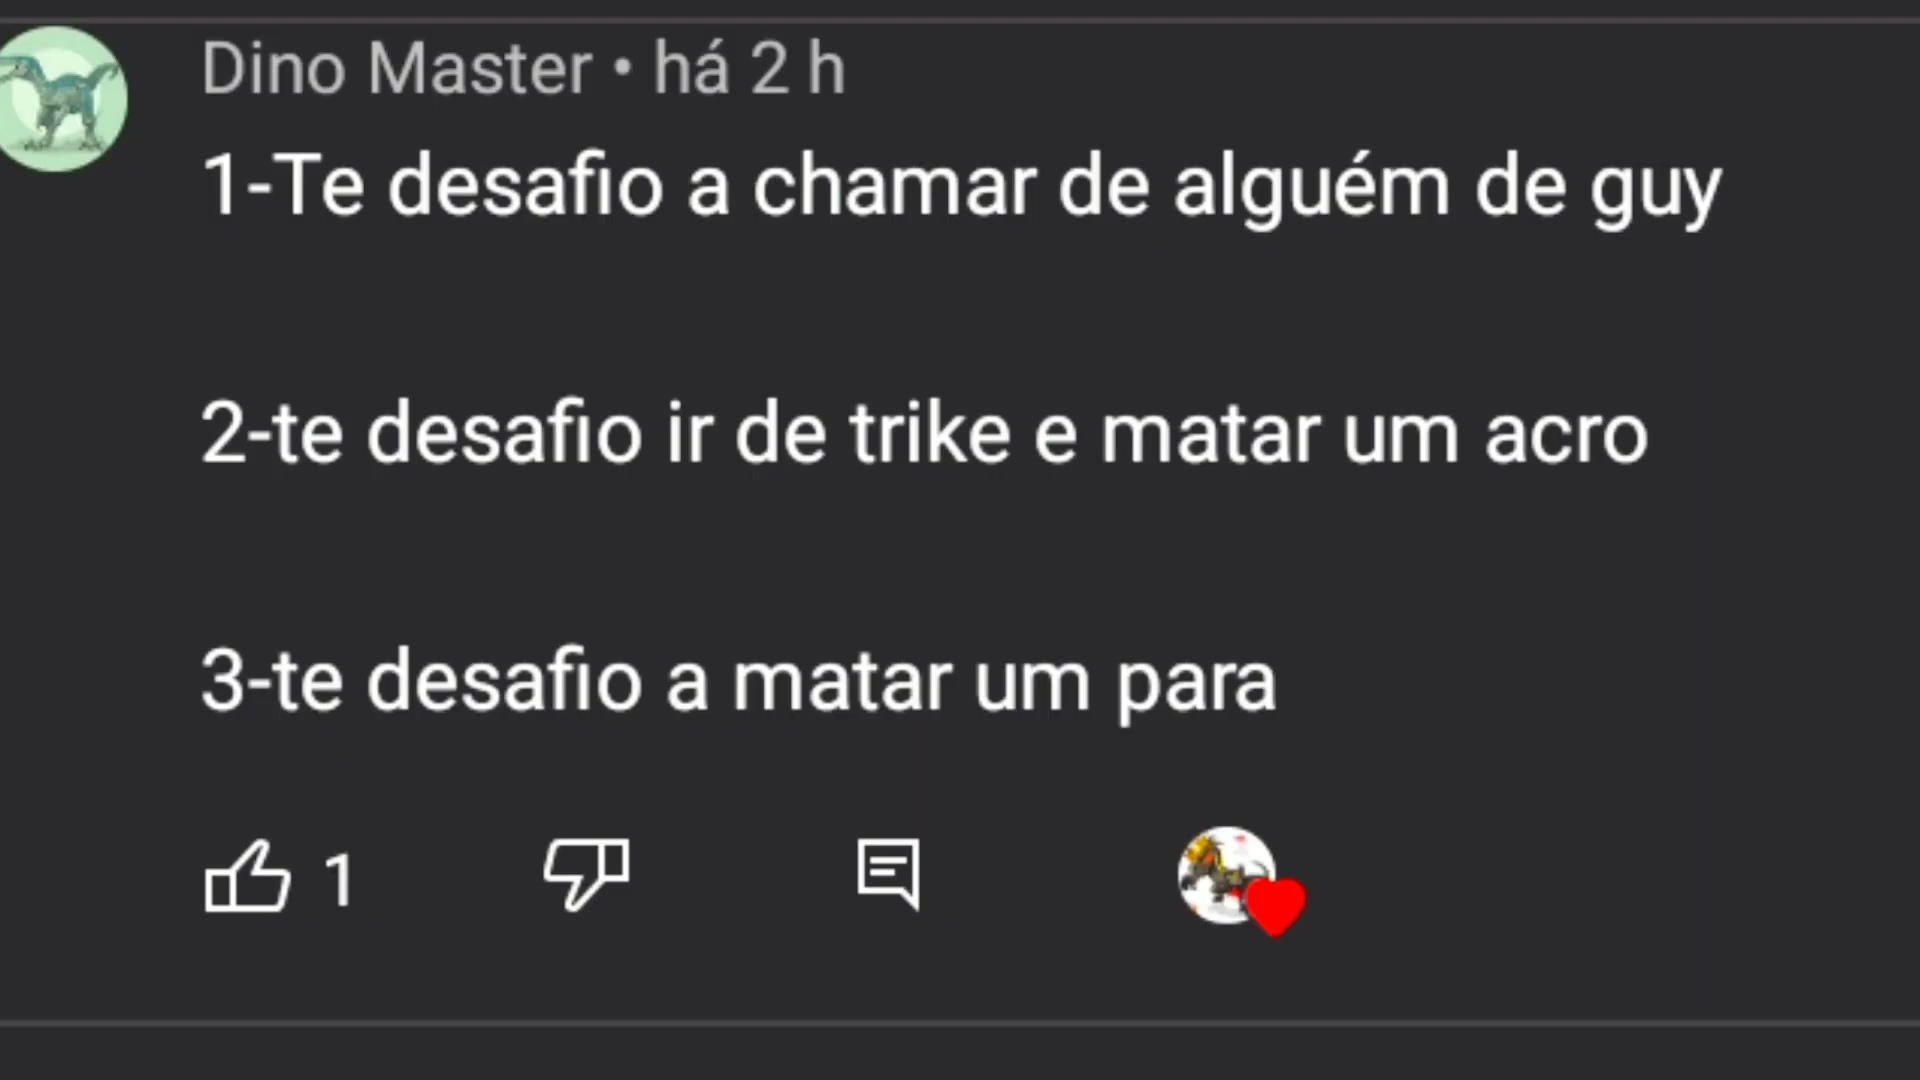 Dino Master • há 2 h
1-Te desafio a chamar de alguém de guy
2-te desafio ir de trike e matar um acro
3-te desafio a matar um para
1